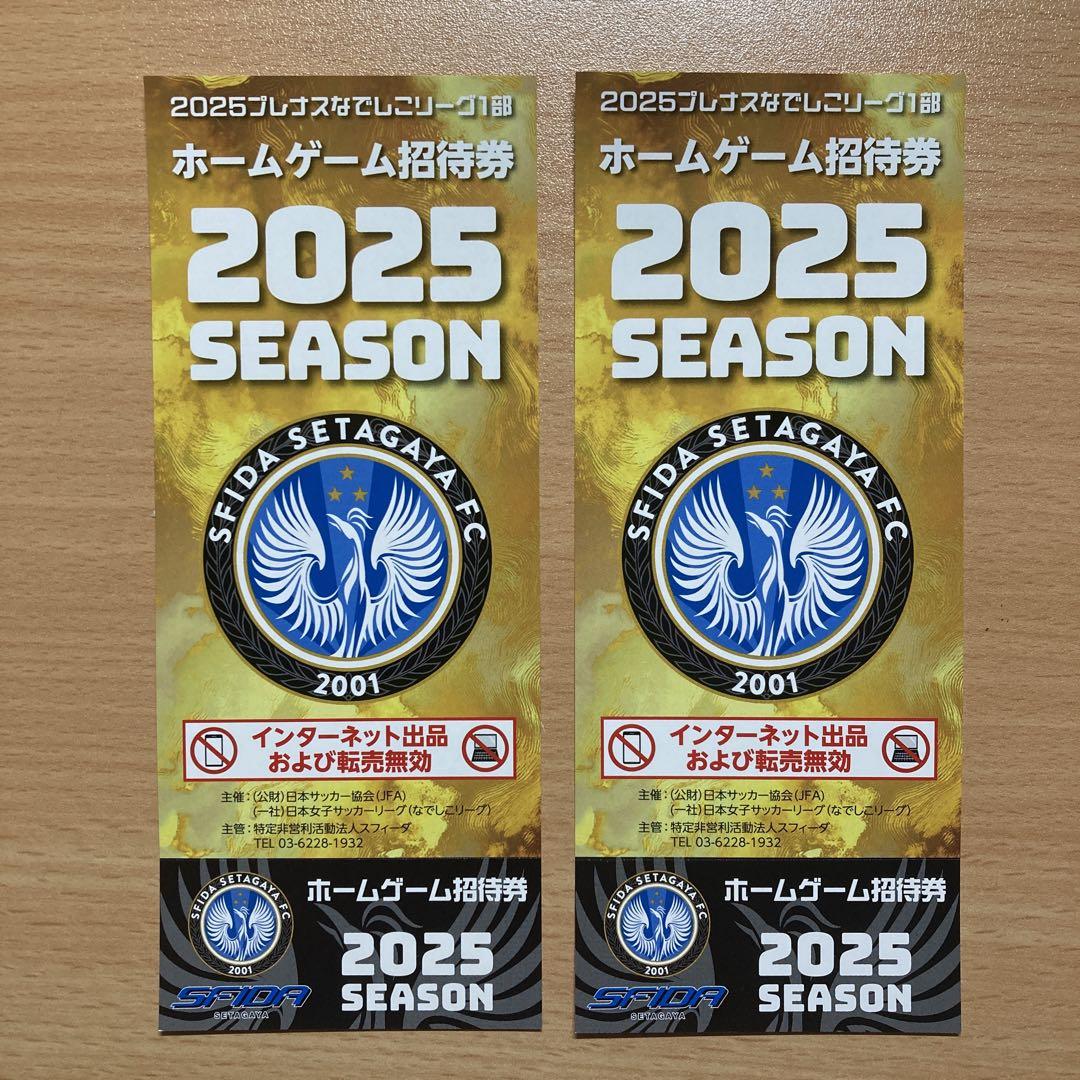 2025プレナスなでしこリーグ1部
ホームゲーム招待券
2025
SEASON
SFIDA SETAGAYA FC
2001
インターネット出品
および転売無効
主催：(公財)日本サッカー協会(JFA)
(一社)日本女子サッカーリーグ(なでしこリーグ)
主管：特定非営利活動法人スフィーダ
TEL 03-6228-1932
SFIDA SETAGAYA FC
2001
SFIDA
SETAGAYA
ホームゲーム招待券
2025
SEASON
2025プレナスなでしこリーグ1部
ホームゲーム招待券
2025
SEASON
SFIDA SETAGAYA FC
2001
インターネット出品
および転売無効
主催：(公財)日本サッカー協会(JFA)
(一社)日本女子サッカーリーグ(なでしこリーグ)
主管：特定非営利活動法人スフィーダ
TEL 03-6228-1932
SFIDA SETAGAYA FC
2001
SFIDA
SETAGAYA
ホームゲーム招待券
2025
SEASON